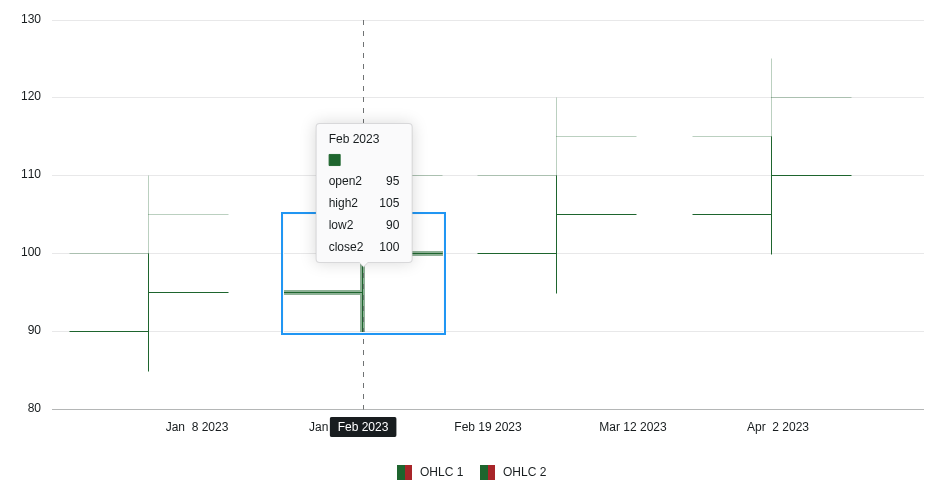 130
120
110
100
90
80
Feb 2023
open2 95
high2 105
low2 90
close2 100
Jan 8 2023
Jan
Feb 2023
Feb 19 2023
Mar 12 2023
Apr 2 2023
OHLC 1
OHLC 2